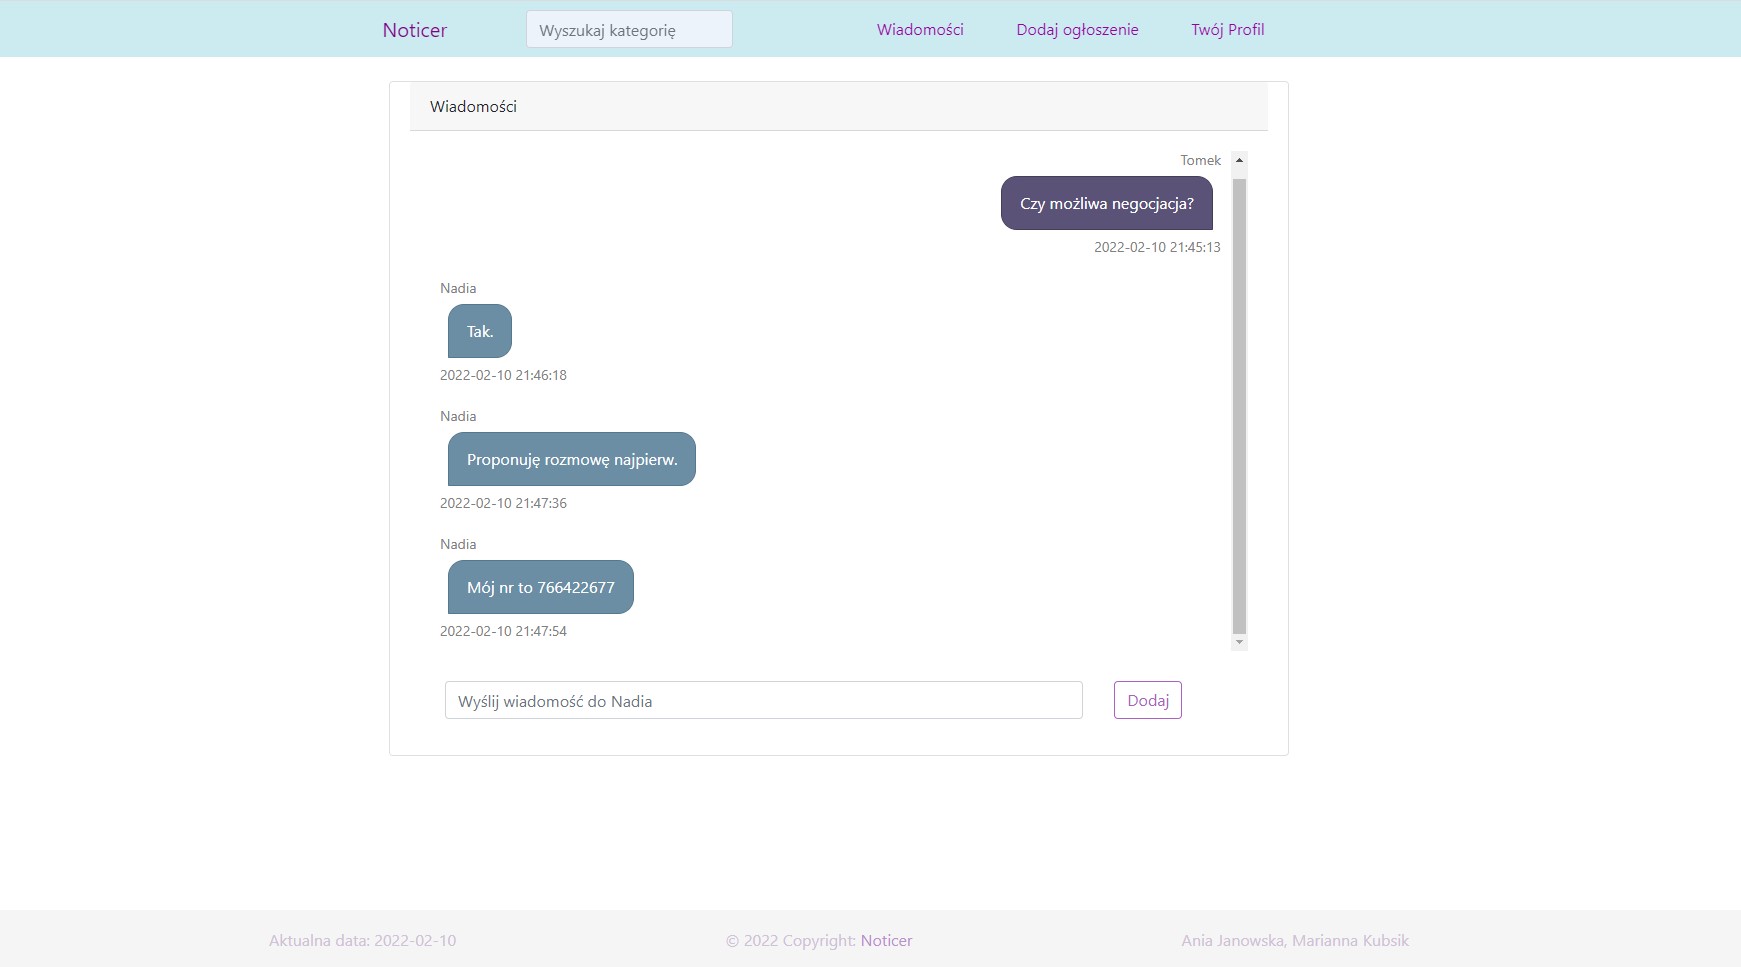 Noticer
Wyszukaj kategorię
Wiadomości
Dodaj ogłoszenie
Twój Profil
Wiadomości
Tomek
Czy możliwa negocjacja?
2022-02-10 21:45:13
Nadia
Tak.
2022-02-10 21:46:18
Nadia
Proponuję rozmowę najpierw.
2022-02-10 21:47:36
Nadia
Mój nr to 766422677
2022-02-10 21:47:54
Wyślij wiadomość do Nadia
Dodaj
Aktualna data: 2022-02-10
© 2022 Copyright: Noticer
Ania Janowska, Marianna Kubsik